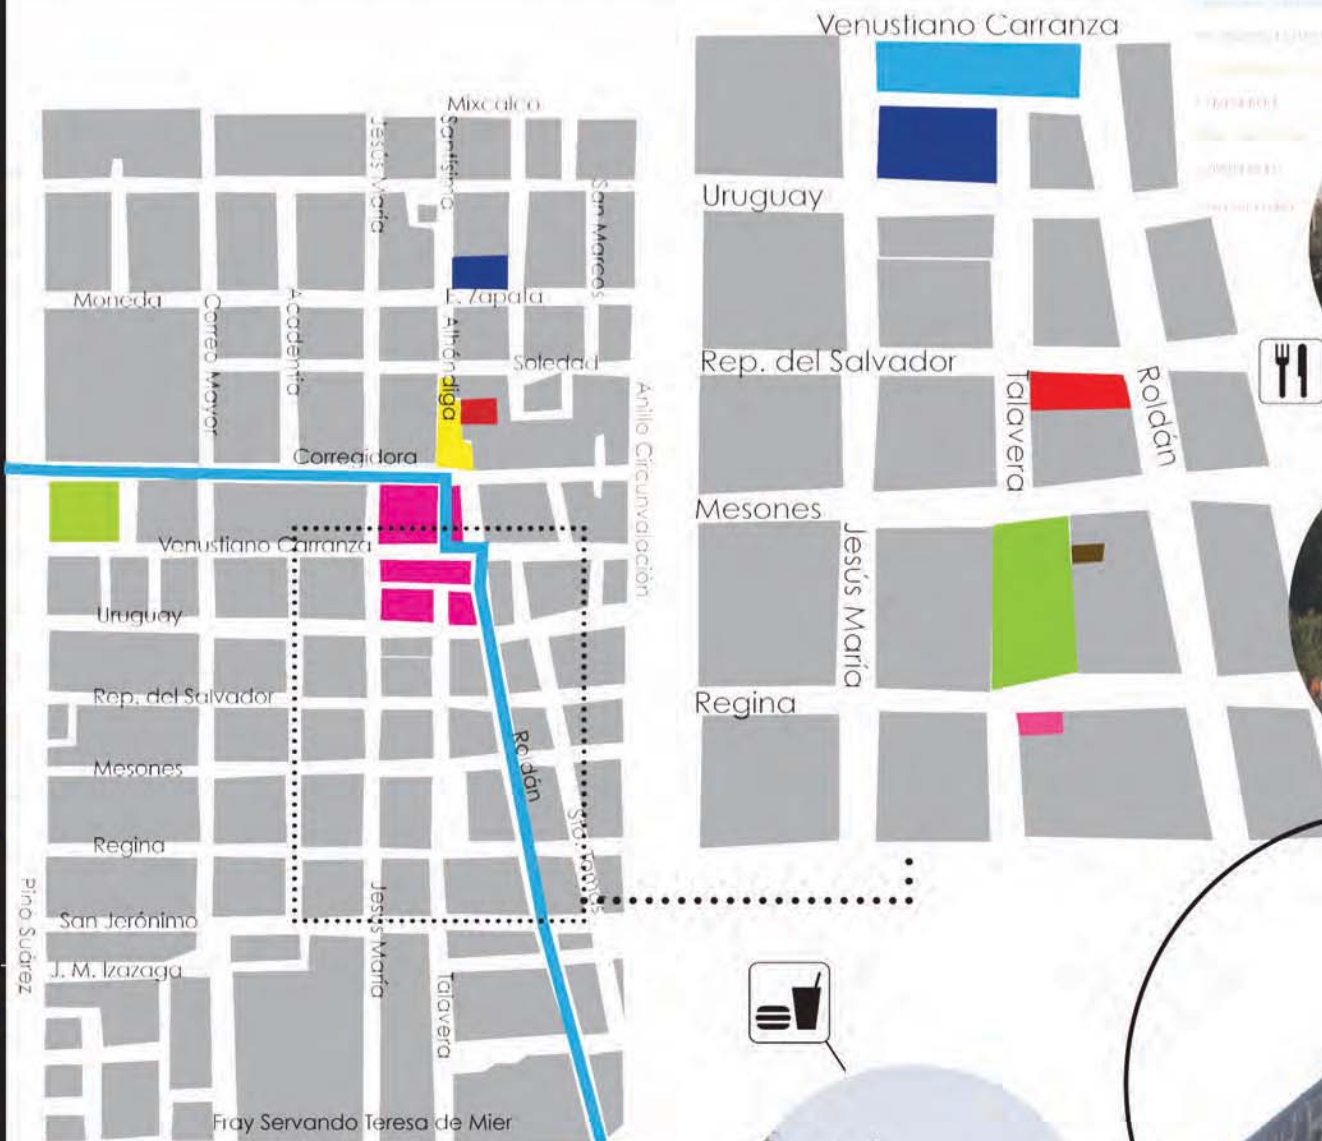 Mixcalco
Jesús María
Santísima
San Marcos
Moneda
Correo Mayor
Academia
E. Zapata
Alhóndiga
Soledad
Anillo Circunvalación
Corregidora
Venustiano Carranza
Uruguay
Rep. del Salvador
Mesones
Roldán
Regina
Sto. Tomás
Pino Suárez
San Jerónimo
Jesús María
J. M. Izazaga
Talavera
Fray Servando Teresa de Mier
Venustiano Carranza
Uruguay
Rep. del Salvador
Talavera
Roldán
Mesones
Jesús María
Regina